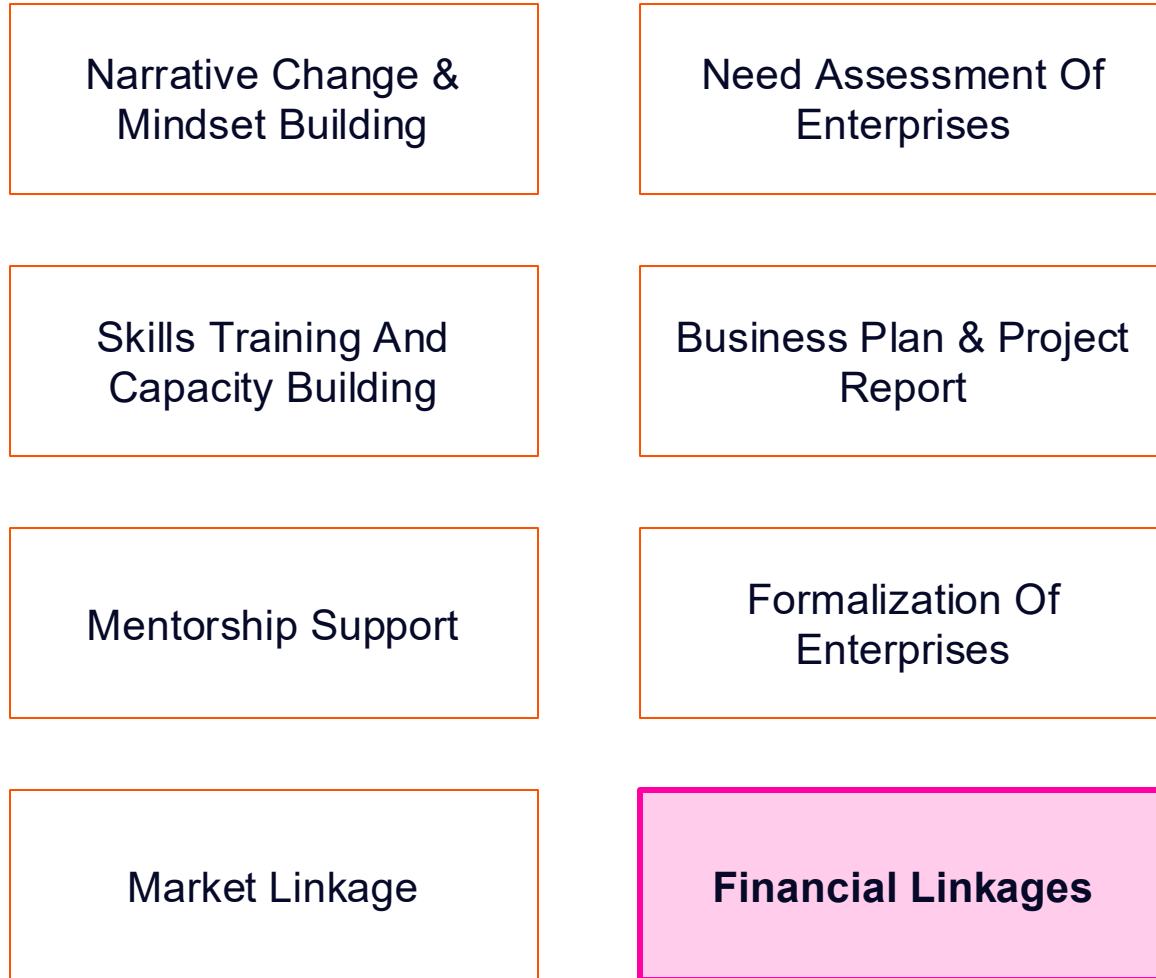 Narrative Change &
Mindset Building
Need Assessment Of
Enterprises
Skills Training And
Capacity Building
Business Plan & Project
Report
Mentorship Support
Formalization Of
Enterprises
Market Linkage
Financial Linkages